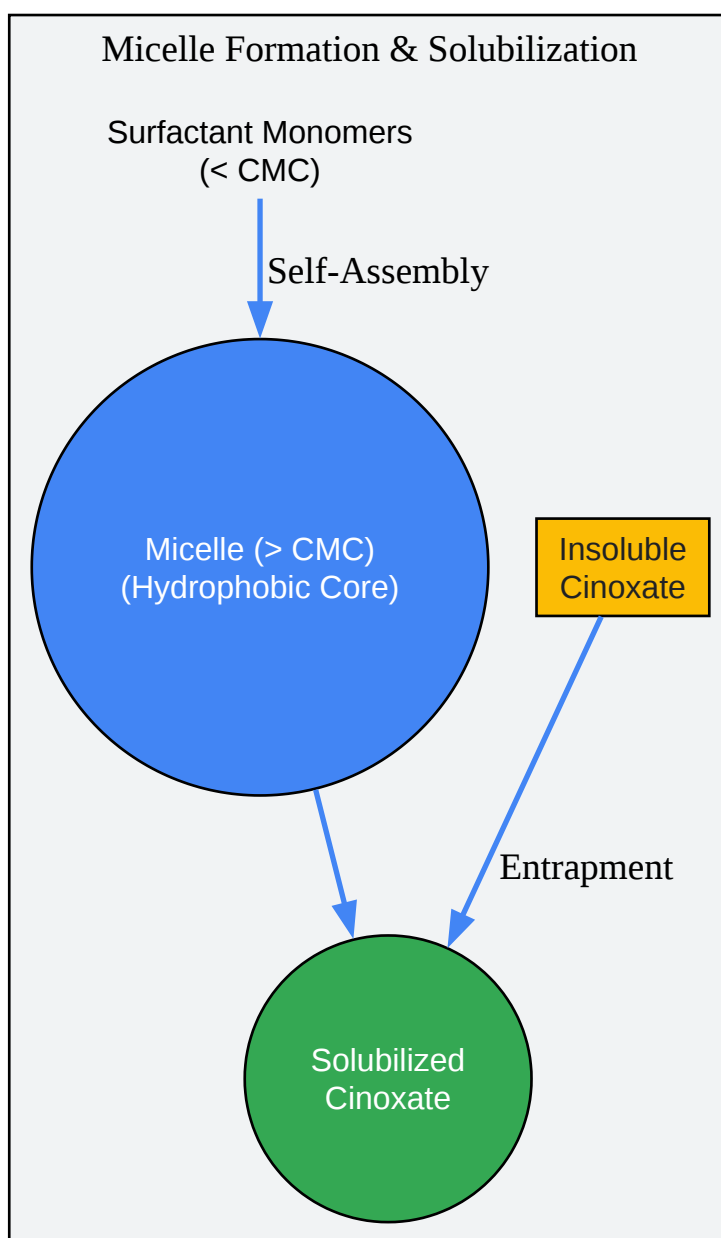 Micelle Formation & Solubilization
Surfactant Monomers
(< CMC)
Self-Assembly
Micelle (> CMC)
(Hydrophobic Core)
Insoluble
Cinoxate
Entrapment
Solubilized
Cinoxate